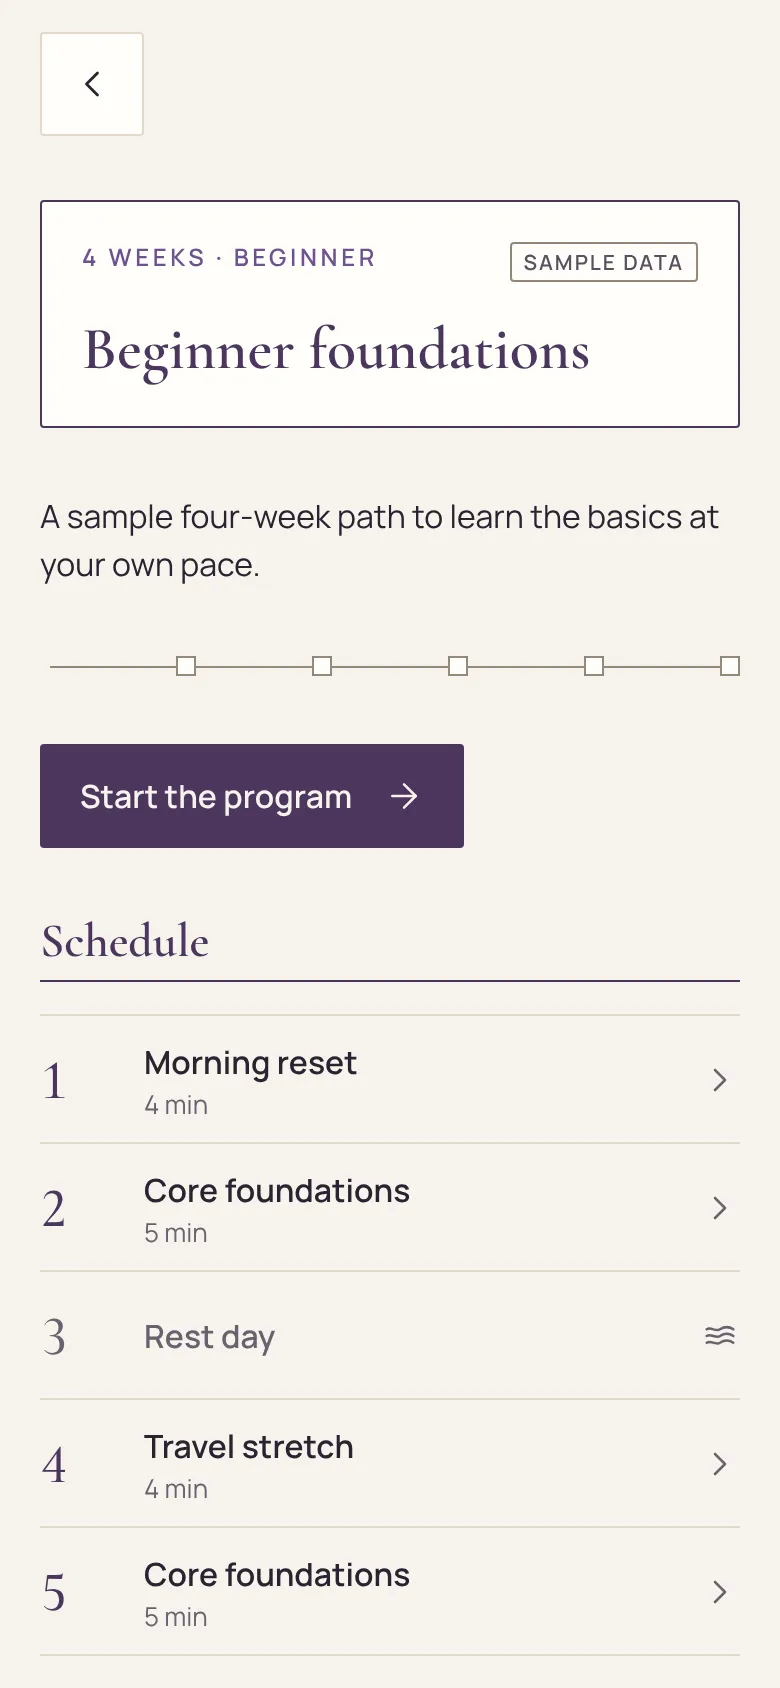 4 WEEKS · BEGINNER
SAMPLE DATA
Beginner foundations
A sample four-week path to learn the basics at
your own pace.
Start the program
Schedule
1
Morning reset
4 min
2
Core foundations
5 min
3
Rest day
4
Travel stretch
4 min
5
Core foundations
5 min